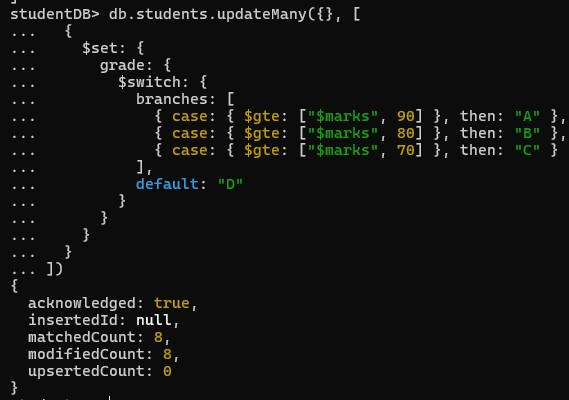 studentDB> db.students.updateMany({}, [
...   {
...     $set: {
...       grade: {
...         $switch: {
...           branches: [
...             { case: { $gte: ["$marks", 90] }, then: "A" },
...             { case: { $gte: ["$marks", 80] }, then: "B" },
...             { case: { $gte: ["$marks", 70] }, then: "C" }
...           ],
...           default: "D"
...         }
...       }
...     }
...   }
... ])
{
  acknowledged: true,
  insertedId: null,
  matchedCount: 8,
  modifiedCount: 8,
  upsertedCount: 0
}